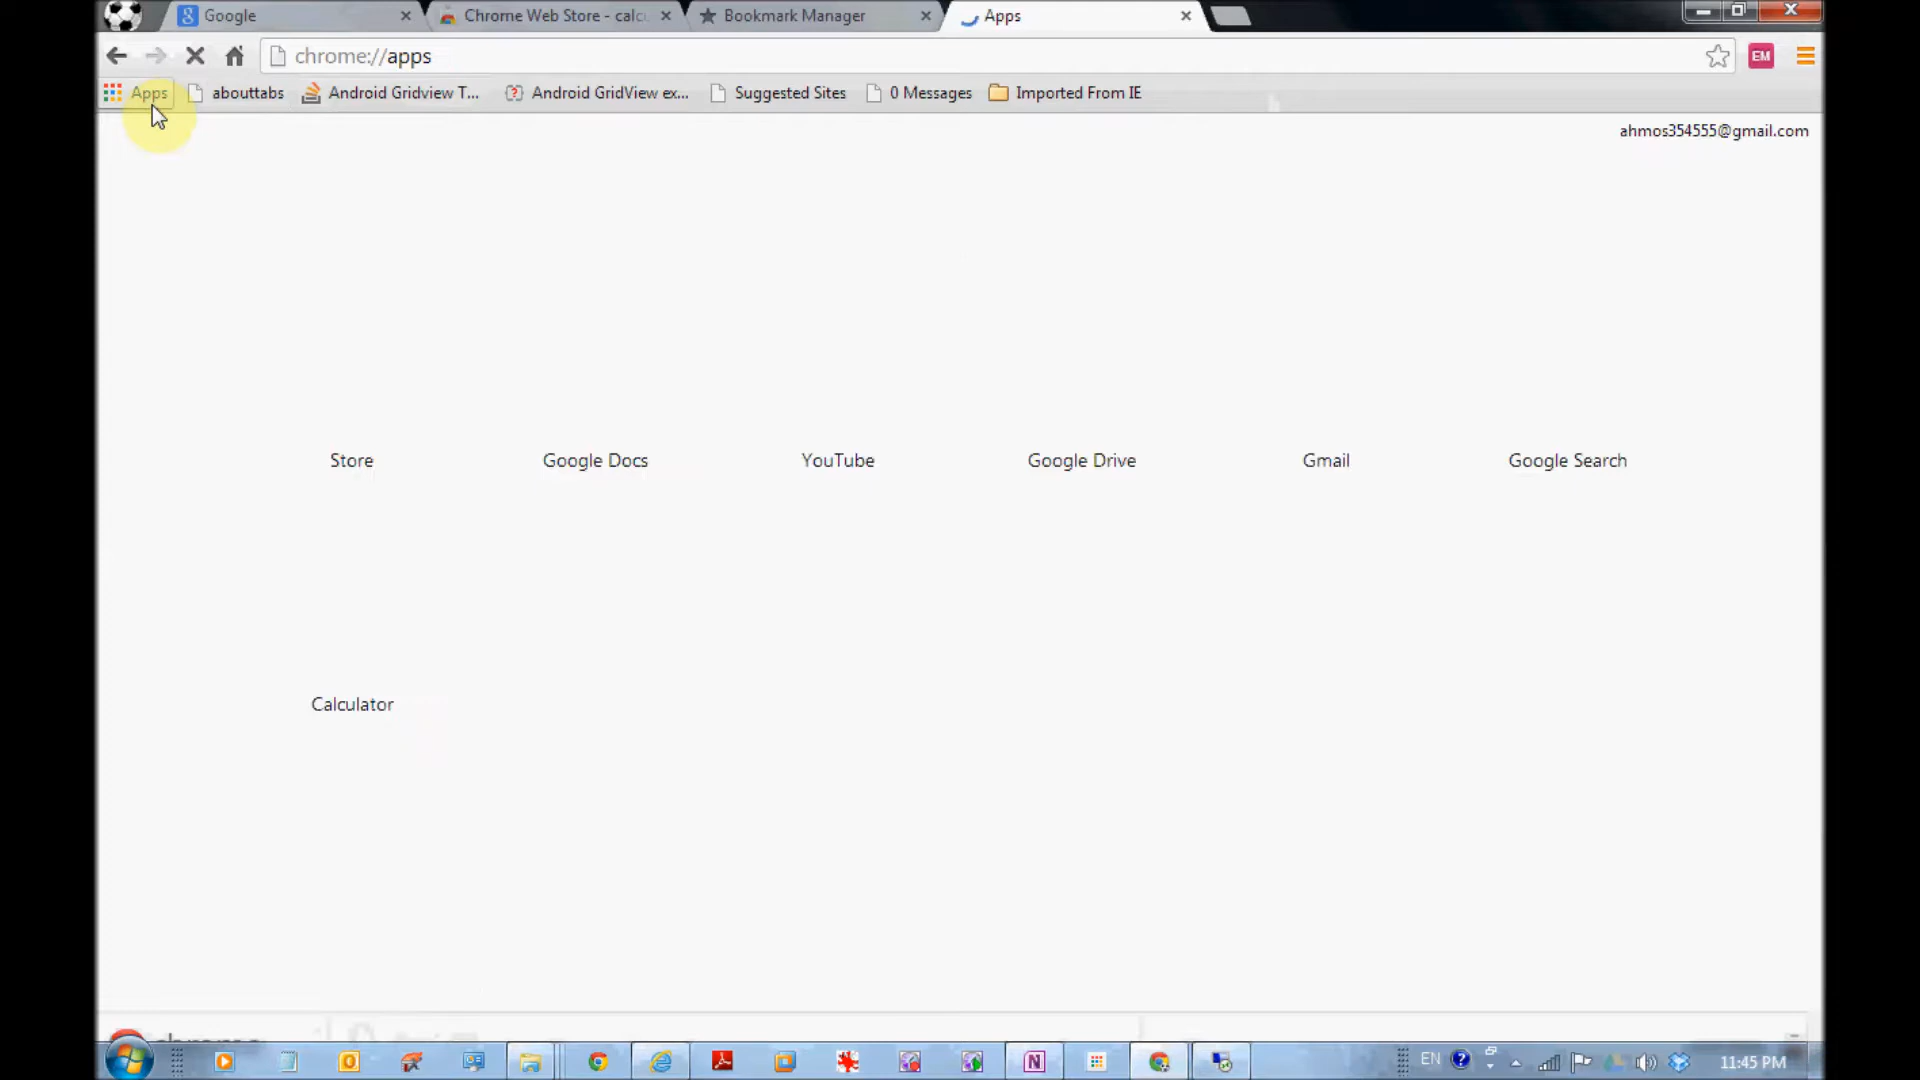 Google
Chrome Web Store - calc
Bookmark Manager
Apps
chrome://apps
EM
Apps
abouttabs
Android Gridview T...
Android GridView ex...
Suggested Sites
0 Messages
Imported From IE
ahmos354555@gmail.com
Store
Google Docs
YouTube
Google Drive
Gmail
Google Search
Calculator
EN
11:45 PM